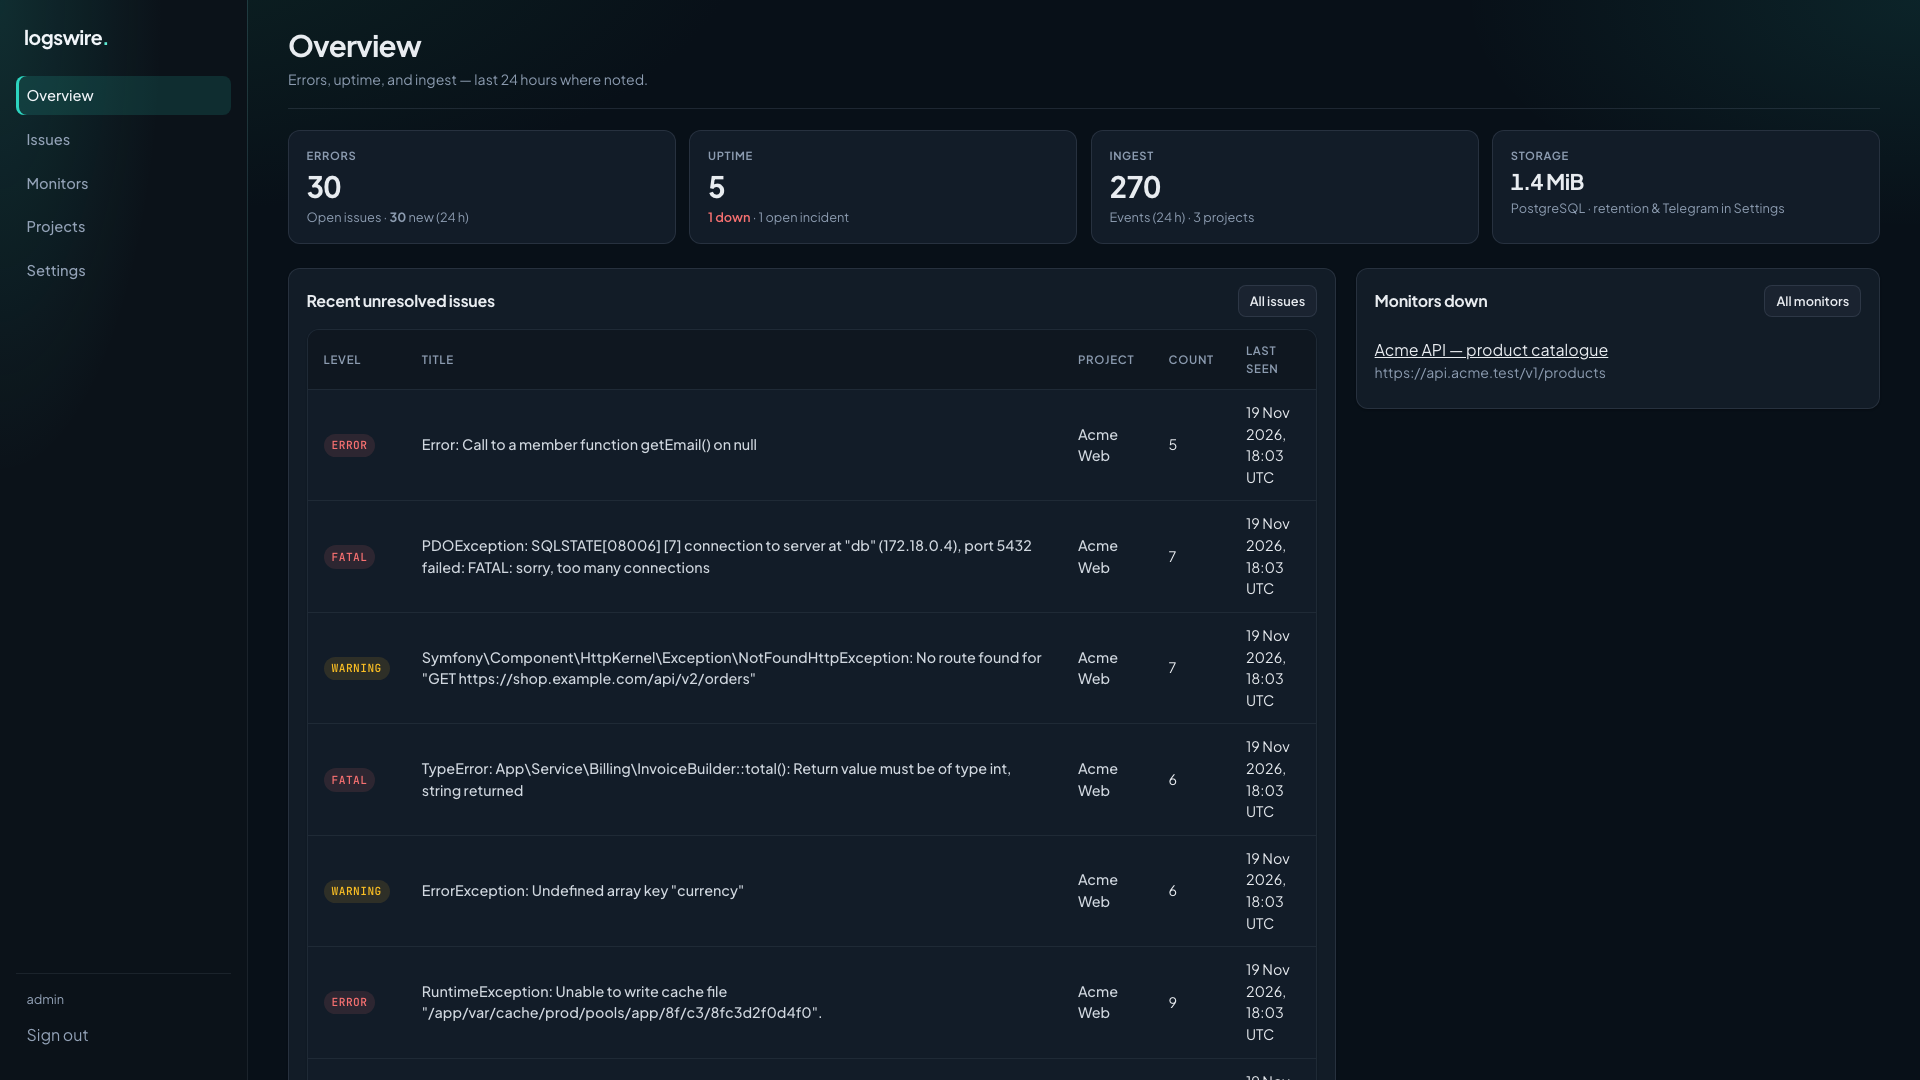 logswire.
Overview
Issues
Monitors
Projects
Settings
admin
Sign out
Overview
Errors, uptime, and ingest — last 24 hours where noted.
ERRORS
30
Open issues · 30 new (24 h)
UPTIME
5
1 down · 1 open incident
INGEST
270
Events (24 h) · 3 projects
STORAGE
1.4 MiB
PostgreSQL · retention & Telegram in Settings
Recent unresolved issues
All issues
LEVEL
TITLE
PROJECT
COUNT
LAST
SEEN
ERROR
Error: Call to a member function getEmail() on null
Acme
Web
5
19 Nov
2026,
18:03
UTC
FATAL
PDOException: SQLSTATE[08006] [7] connection to server at "db" (172.18.0.4), port 5432
failed: FATAL: sorry, too many connections
Acme
Web
7
19 Nov
2026,
18:03
UTC
WARNING
Symfony\Component\HttpKernel\Exception\NotFoundHttpException: No route found for
"GET https://shop.example.com/api/v2/orders"
Acme
Web
7
19 Nov
2026,
18:03
UTC
FATAL
TypeError: App\Service\Billing\InvoiceBuilder::total(): Return value must be of type int,
string returned
Acme
Web
6
19 Nov
2026,
18:03
UTC
WARNING
ErrorException: Undefined array key "currency"
Acme
Web
6
19 Nov
2026,
18:03
UTC
ERROR
RuntimeException: Unable to write cache file
"/app/var/cache/prod/pools/app/8f/c3/8fc3d2f0d4f0".
Acme
Web
9
19 Nov
2026,
18:03
UTC
Monitors down
All monitors
Acme API — product catalogue
https://api.acme.test/v1/products